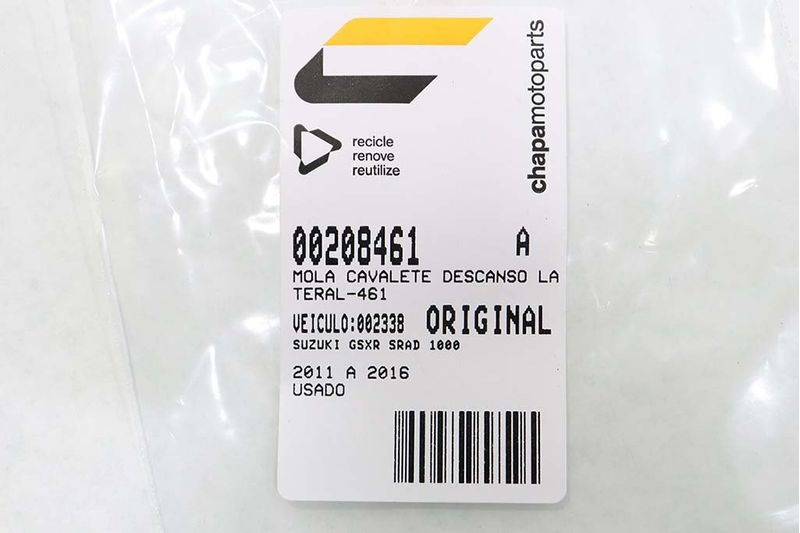 chapamotoparts
recicle
renove
reutilize
00208461 A
MOLA CAVALETE DESCANSO LA
TERAL-461
VEICULO:002338 ORIGINAL
SUZUKI GSXR SRAD 1000
2011 A 2016
USADO